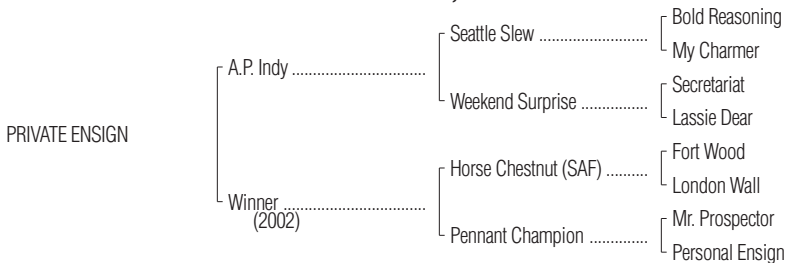 Bold Reasoning
Seattle Slew ..........................
My Charmer
A.P. Indy ................................
Secretariat
Weekend Surprise ................
Lassie Dear
PRIVATE ENSIGN
Fort Wood
Horse Chestnut (SAF) ..........
London Wall
Winner ..................................
(2002)
Mr. Prospector
Pennant Champion ..............
Personal Ensign